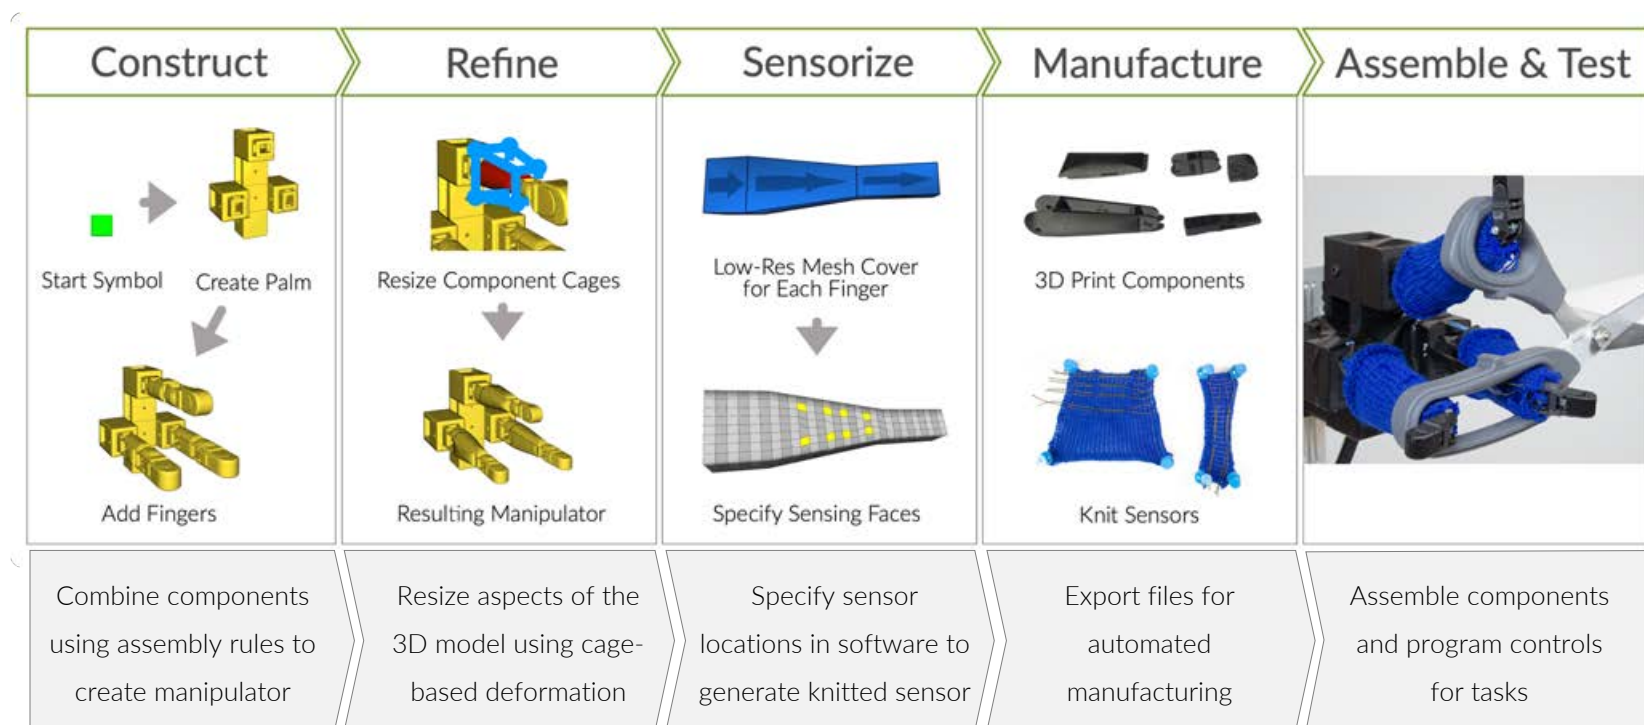 Construct
Refine
Sensorize
Manufacture
Assemble & Test
Start Symbol
Create Palm
Add Fingers
Resize Component Cages
Resulting Manipulator
Low-Res Mesh Cover
for Each Finger
Specify Sensing Faces
3D Print Components
Knit Sensors
Combine components
using assembly rules to
create manipulator
Resize aspects of the
3D model using cage-
based deformation
Specify sensor
locations in software to
generate knitted sensor
Export files for
automated
manufacturing
Assemble components
and program controls
for tasks